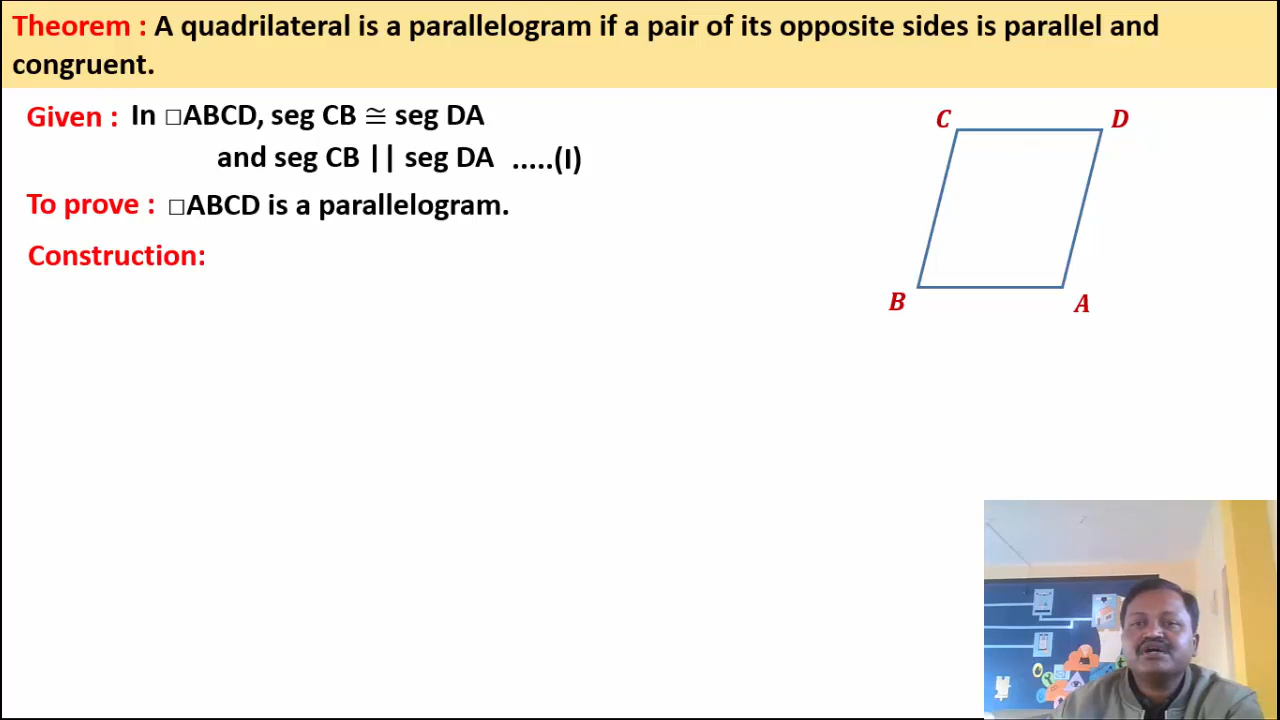 Theorem : A quadrilateral is a parallelogram if a pair of its opposite sides is parallel and
congruent.
Given : In □ABCD, seg CB ≅ seg DA
and seg CB || seg DA .....(I)
To prove : □ABCD is a parallelogram.
Construction:
C D
B A